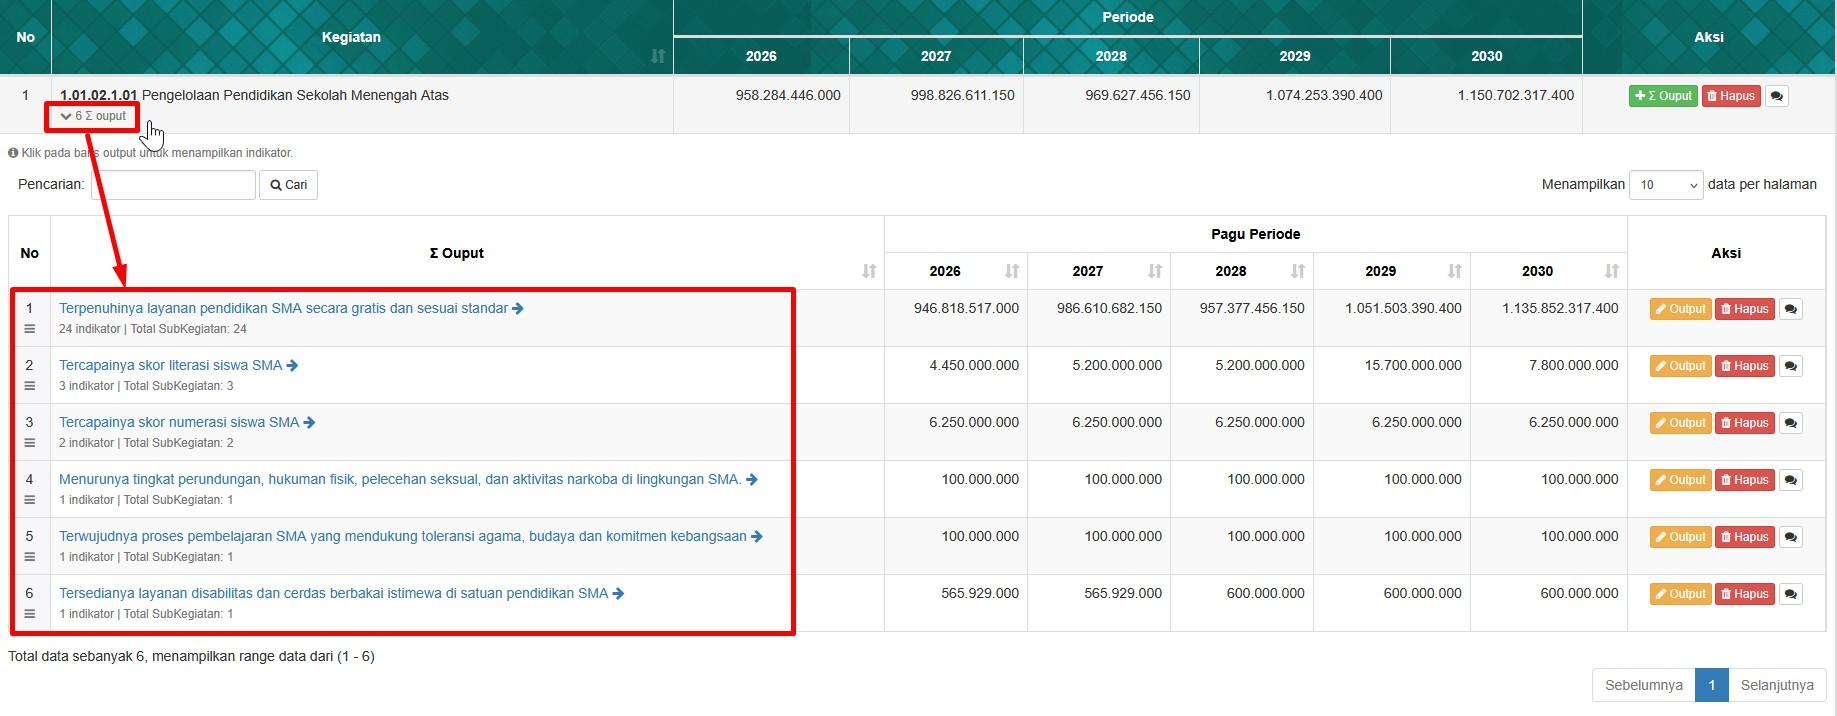 No Kegiatan Periode Aksi
2026 2027 2028 2029 2030
1 1.01.02.1.01 Pengelolaan Pendidikan Sekolah Menengah Atas 958.284.446.000 998.826.611.150 969.627.456.150 1.074.253.390.400 1.150.702.317.400 Σ Ouput Hapus
6 Σ ouput
Klik pada baris output untuk menampilkan indikator.
Pencarian: Cari Menampilkan 10 data per halaman
No Σ Ouput Pagu Periode Aksi
2026 2027 2028 2029 2030
1 Terpenuhinya layanan pendidikan SMA secara gratis dan sesuai standar 946.818.517.000 986.610.682.150 957.377.456.150 1.051.503.390.400 1.135.852.317.400 Output Hapus
24 indikator | Total SubKegiatan: 24
2 Tercapainya skor literasi siswa SMA 4.450.000.000 5.200.000.000 5.200.000.000 15.700.000.000 7.800.000.000 Output Hapus
3 indikator | Total SubKegiatan: 3
3 Tercapainya skor numerasi siswa SMA 6.250.000.000 6.250.000.000 6.250.000.000 6.250.000.000 6.250.000.000 Output Hapus
2 indikator | Total SubKegiatan: 2
4 Menurunya tingkat perundungan, hukuman fisik, pelecehan seksual, dan aktivitas narkoba di lingkungan SMA. 100.000.000 100.000.000 100.000.000 100.000.000 100.000.000 Output Hapus
1 indikator | Total SubKegiatan: 1
5 Terwujudnya proses pembelajaran SMA yang mendukung toleransi agama, budaya dan komitmen kebangsaan 100.000.000 100.000.000 100.000.000 100.000.000 100.000.000 Output Hapus
1 indikator | Total SubKegiatan: 1
6 Tersedianya layanan disabilitas dan cerdas berbakai istimewa di satuan pendidikan SMA 565.929.000 565.929.000 600.000.000 600.000.000 600.000.000 Output Hapus
1 indikator | Total SubKegiatan: 1
Total data sebanyak 6, menampilkan range data dari (1 - 6)
Sebelumnya 1 Selanjutnya